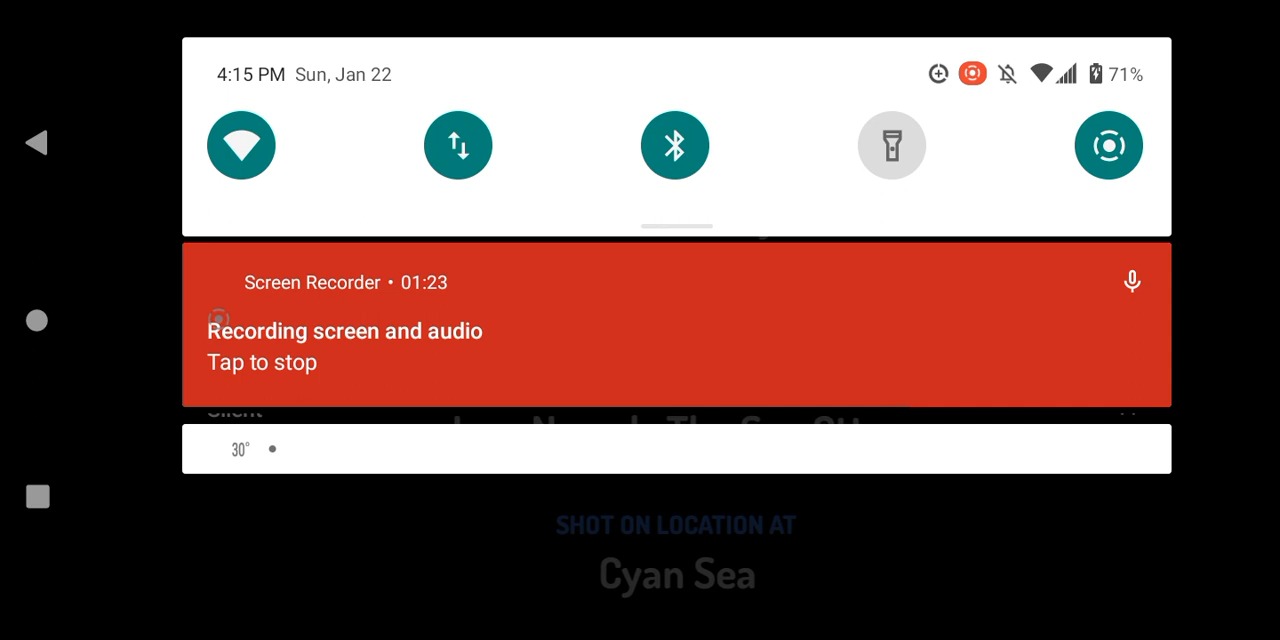 4:15 PM Sun, Jan 22
71%
Screen Recorder • 01:23
Recording screen and audio
Tap to stop
30° •
SHOT ON LOCATION AT
Cyan Sea